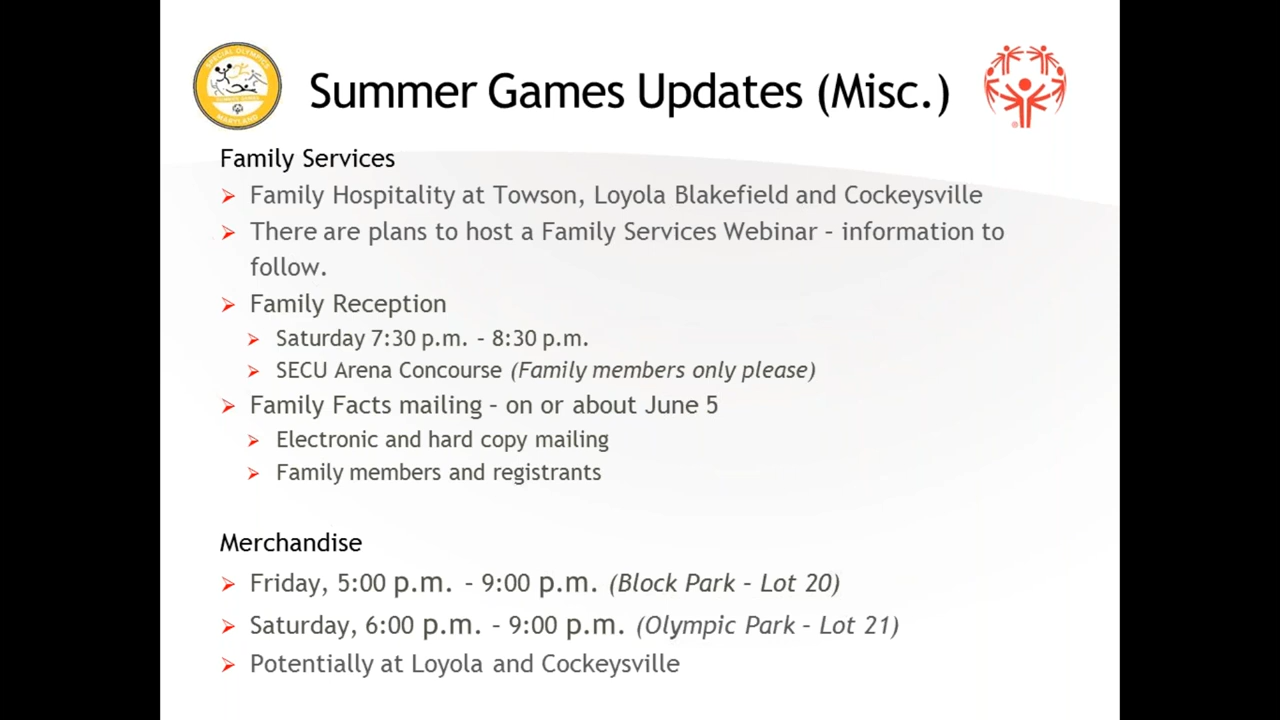 SPECIAL OLYMPICS
MARYLAND
Summer Games Updates (Misc.)
Family Services
Family Hospitality at Towson, Loyola Blakefield and Cockeysville
There are plans to host a Family Services Webinar – information to
follow.
Family Reception
Saturday 7:30 p.m. – 8:30 p.m.
SECU Arena Concourse (Family members only please)
Family Facts mailing – on or about June 5
Electronic and hard copy mailing
Family members and registrants
Merchandise
Friday, 5:00 p.m. – 9:00 p.m. (Block Park – Lot 20)
Saturday, 6:00 p.m. – 9:00 p.m. (Olympic Park – Lot 21)
Potentially at Loyola and Cockeysville